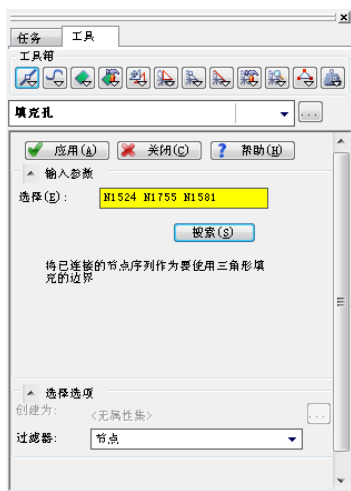 任务 工具
工具箱
填充孔 ...
应用(A) 关闭(C) 帮助(H)
输入参数
选择(E): N1524 N1755 N1581
搜索(S)
将已连接的节点序列作为要使用三角形填
充的边界
选择选项
创建为: <无属性集> ...
过滤器: 节点